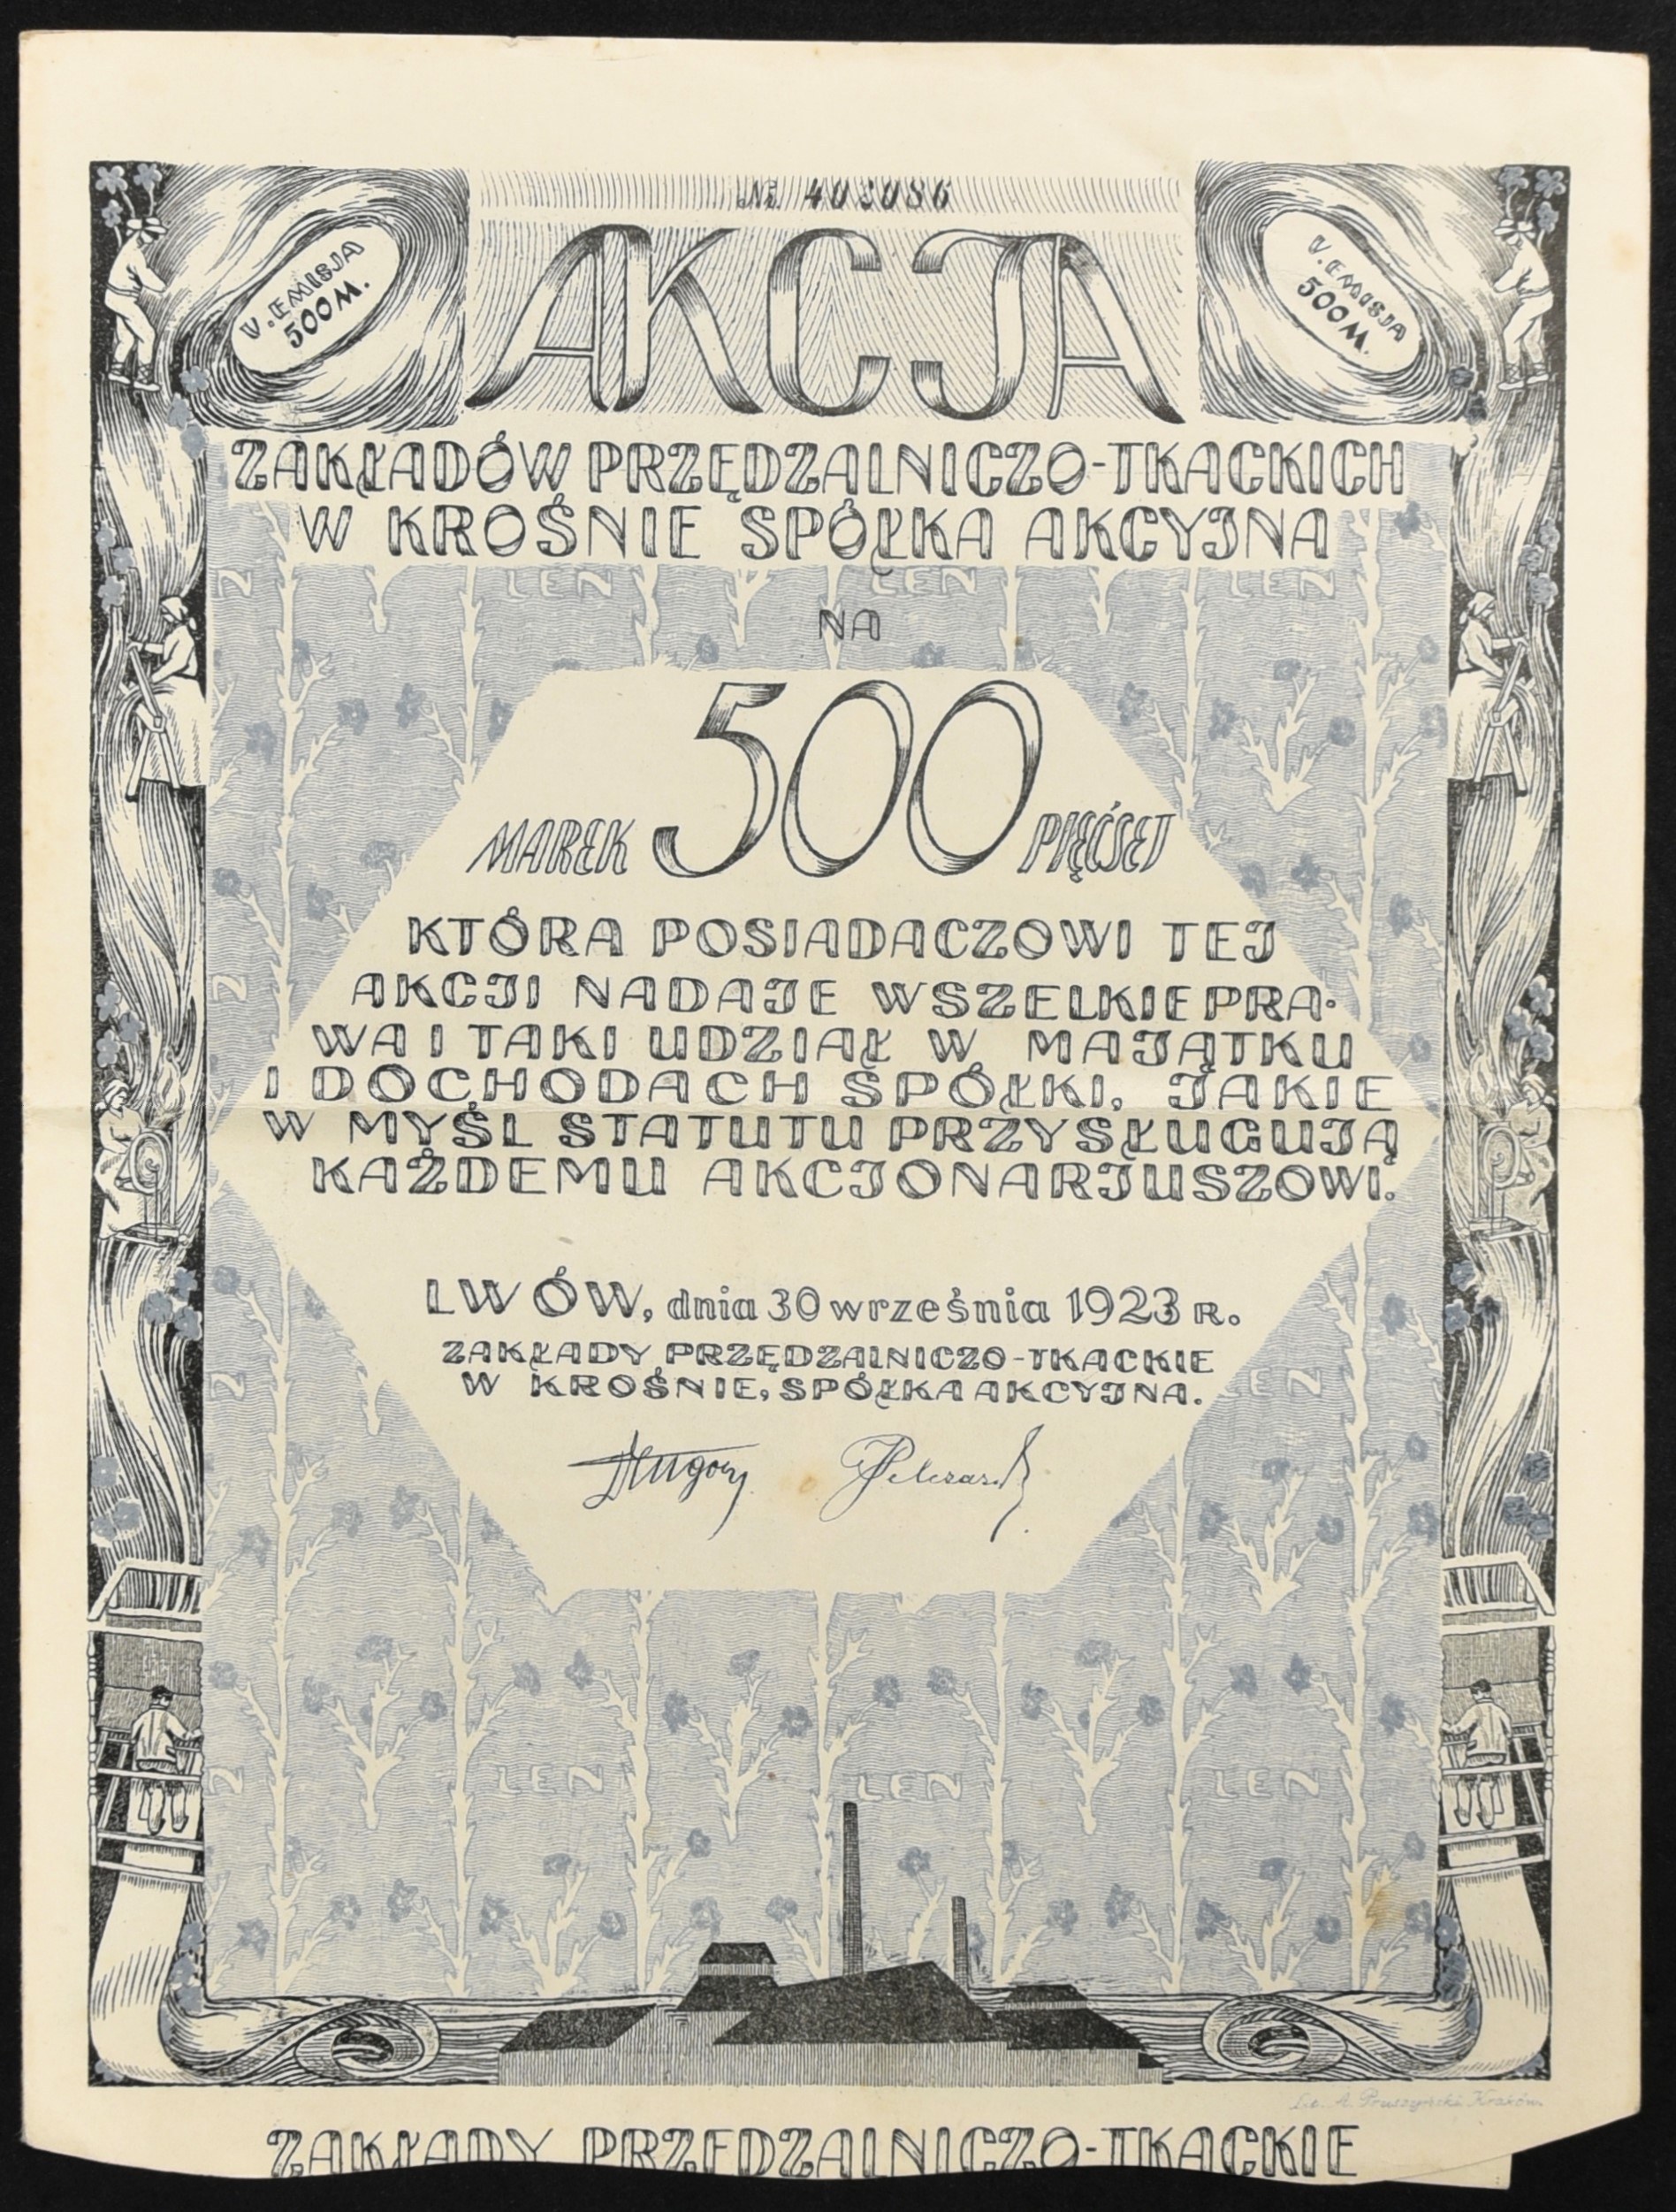 № 402086
V. EMISJA
500 M.
AKCJA
V. EMISJA
500 M.
ZAKŁADÓW PRZĘDZALNICZO-TKACKICH
W KROŚNIE SPÓŁKA AKCYJNA
N LEN LEN LEN
NA
MAREK 500 PIĘĆSET
KTÓRA POSIADACZOWI TEJ
AKCJI NADAJE WSZELKIE PRA-
WA I TAKI UDZIAŁ W MAJĄTKU
I DOCHODACH SPÓŁKI, JAKIE
W MYŚL STATUTU PRZYSŁUGUJĄ
KAŻDEMU AKCJONARJUSZOWI.
LWÓW, dnia 30 września 1923 R.
ZAKŁADY PRZĘDZALNICZO-TKACKIE
W KROŚNIE, SPÓŁKA AKCYJNA.
N LEN LEN LEN
Lit. A. Pruszyński Kraków
ZAKŁADY PRZĘDZALNICZO-TKACKIE